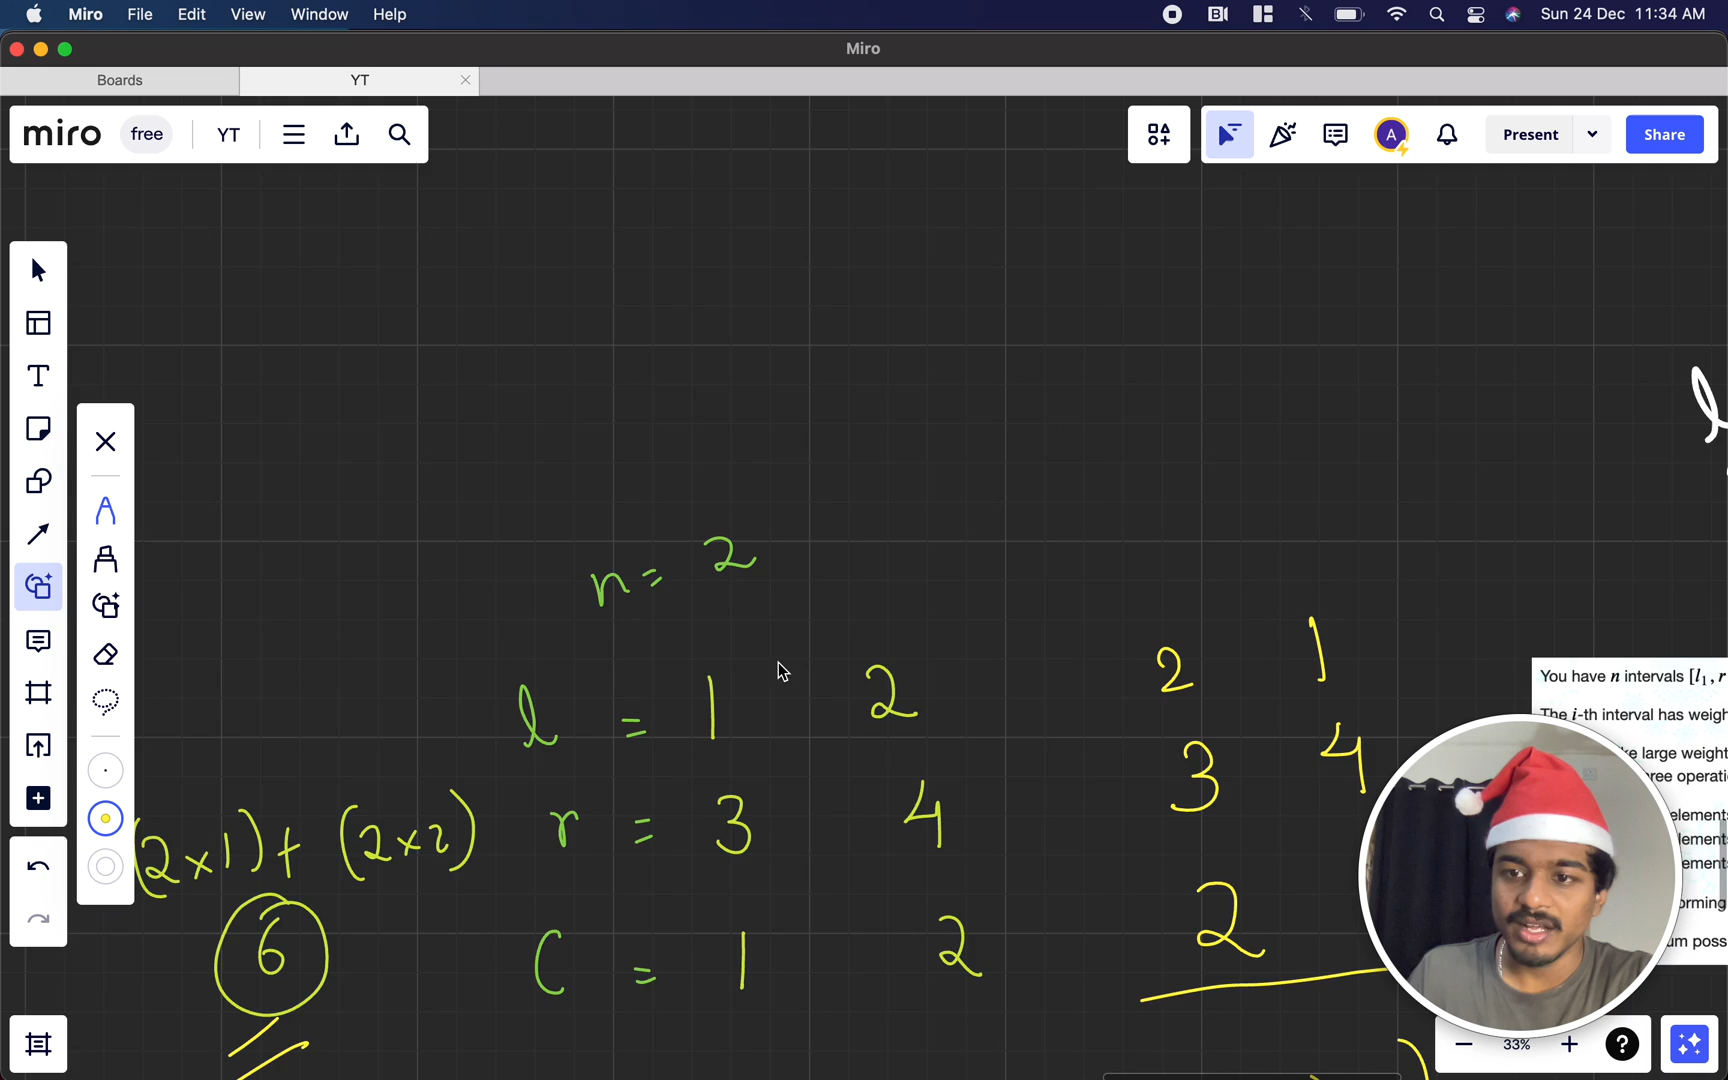 Miro File Edit View Window Help Sun 24 Dec 11:34 AM
Miro
Boards YT
miro free YT A Present Share
n = 2
l = 1 2
r = 3 4
C = 1 2
(2×1)+ (2×2)
6
2 1
3 4
2
l
You have n intervals [l₁, r
The i-th interval has weigh
ke large weight
ree operati
element
lement
ements
orming
um poss
33%